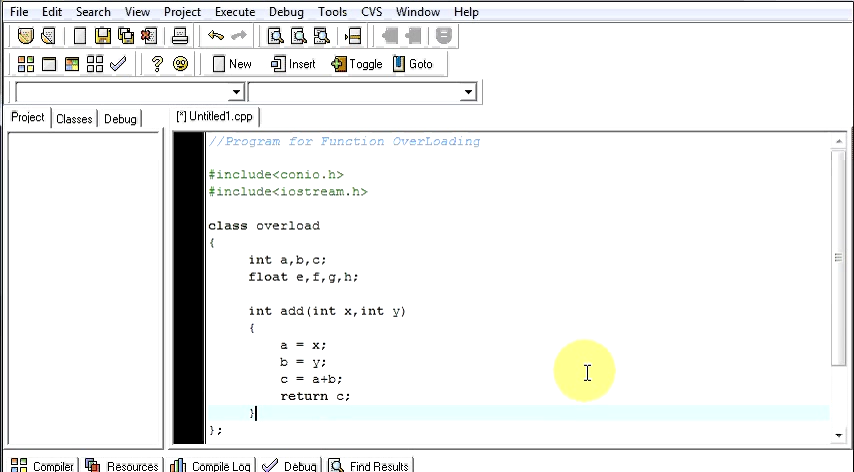 File Edit Search View Project Execute Debug Tools CVS Window Help
New Insert Toggle Goto
Project Classes Debug [*] Untitled1.cpp
//Program for Function OverLoading
#include<conio.h>
#include<iostream.h>
class overload
{
int a,b,c;
float e,f,g,h;
int add(int x,int y)
{
a = x;
b = y;
c = a+b;
return c;
}
};
Compiler Resources Compile Log Debug Find Results